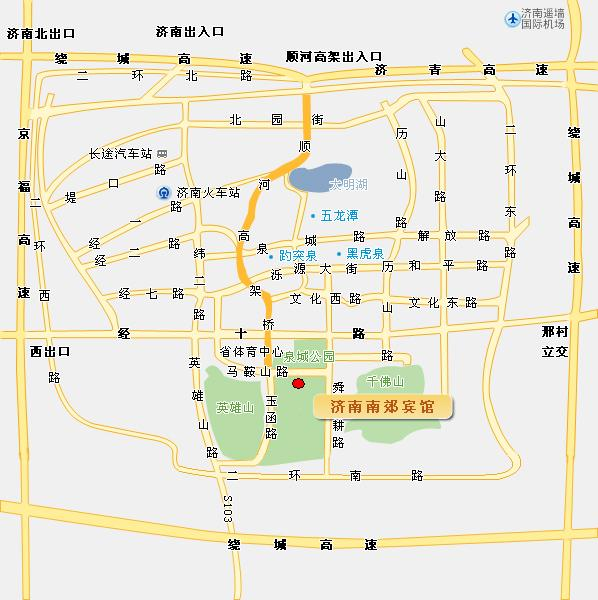 济南遥墙
国际机场
济南北出口
济南出入口
顺河高架出入口
绕城高速
济青高速
二环北路
北园街
京福高速
绕城高速
长途汽车站
济南火车站
堤口路
历山路
山大路
二环东路
顺河高架桥
大明湖
五龙潭
趵突泉
黑虎泉
二环西路
经一路
经二路
纬二路
泉城路
解放路
泺源大街
历山路
和平路
经七路
文化西路
文化东路
经十路
西出口
邢村
立交
省体育中心
泉城公园
马鞍山路
英雄山路
英雄山
玉函路
舜耕路
千佛山
济南南郊宾馆
二环南路
S103
绕城高速